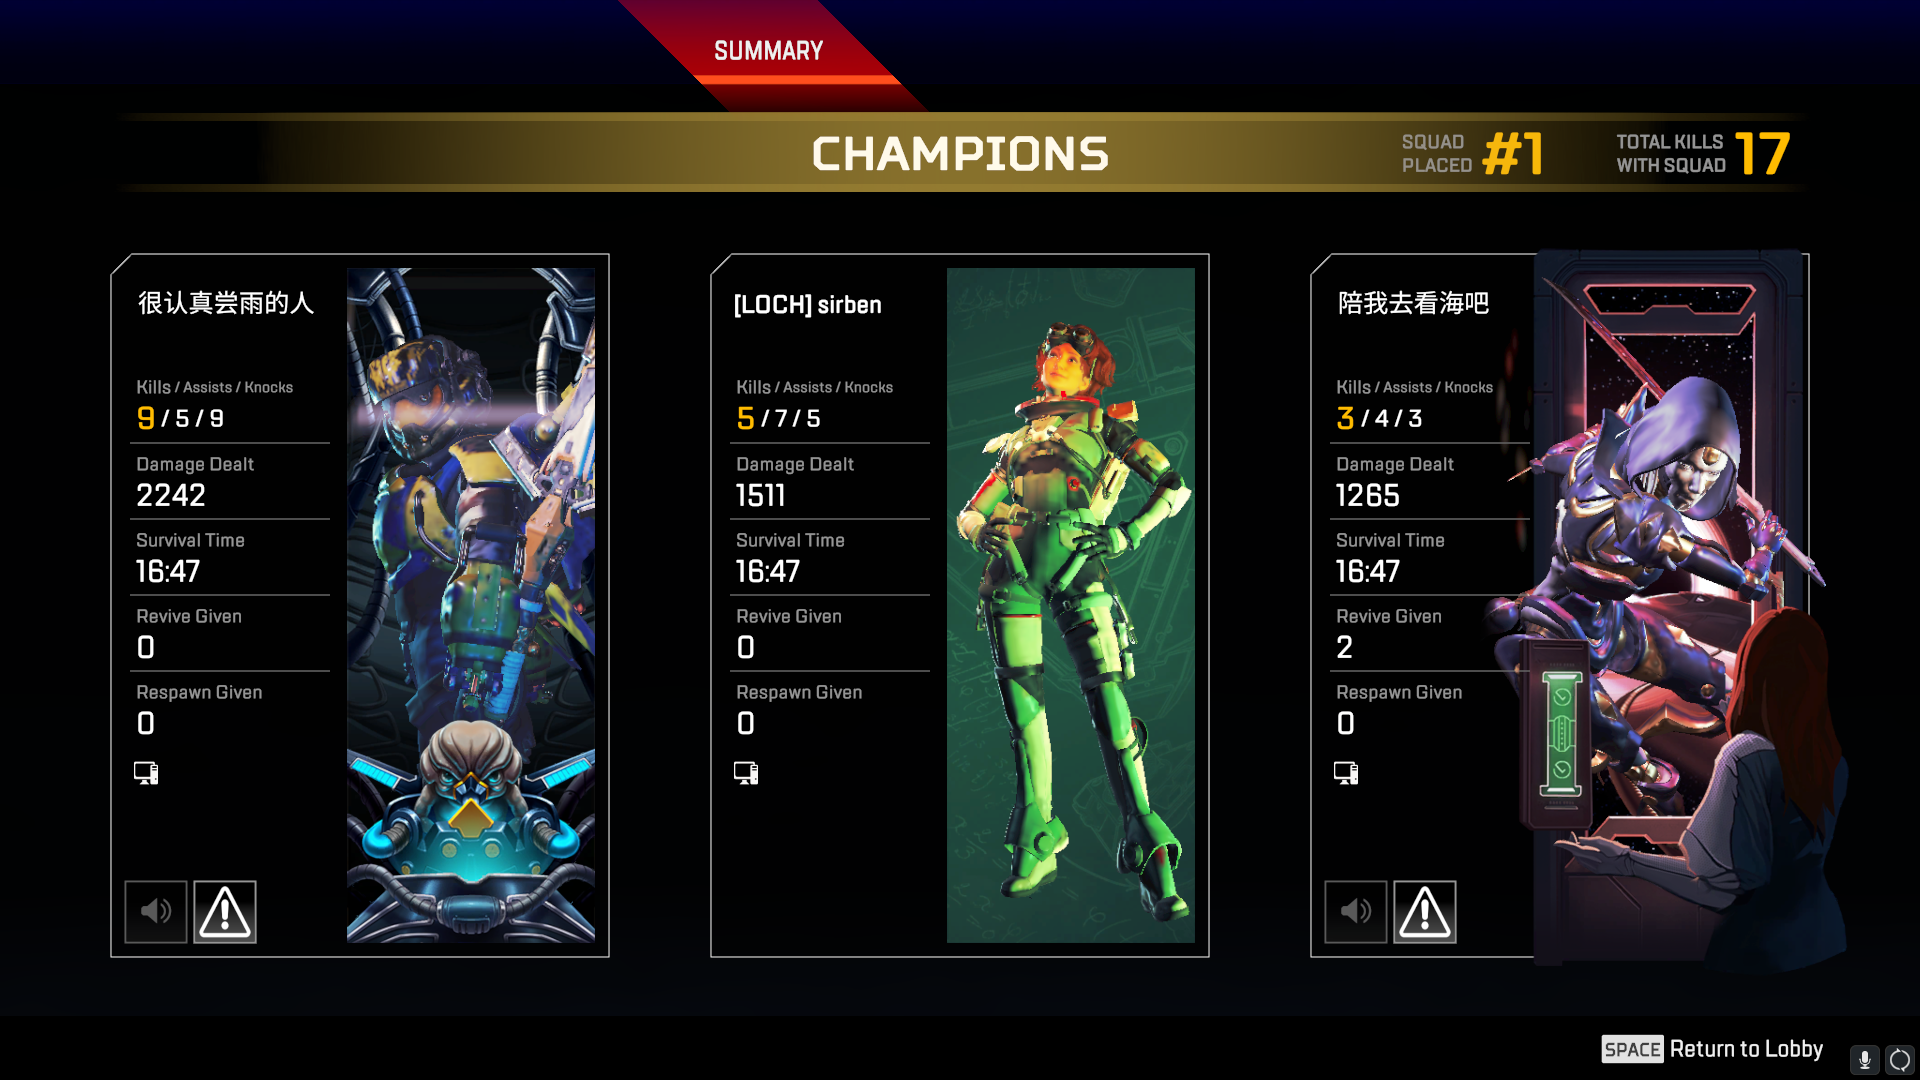 SUMMARY
CHAMPIONS
SQUAD PLACED #1
TOTAL KILLS WITH SQUAD 17
很认真尝雨的人
Kills / Assists / Knocks
9 / 5 / 9
Damage Dealt
2242
Survival Time
16:47
Revive Given
0
Respawn Given
0
[LOCH] sirben
Kills / Assists / Knocks
5 / 7 / 5
Damage Dealt
1511
Survival Time
16:47
Revive Given
0
Respawn Given
0
陪我去看海吧
Kills / Assists / Knocks
3 / 4 / 3
Damage Dealt
1265
Survival Time
16:47
Revive Given
2
Respawn Given
0
SPACE Return to Lobby